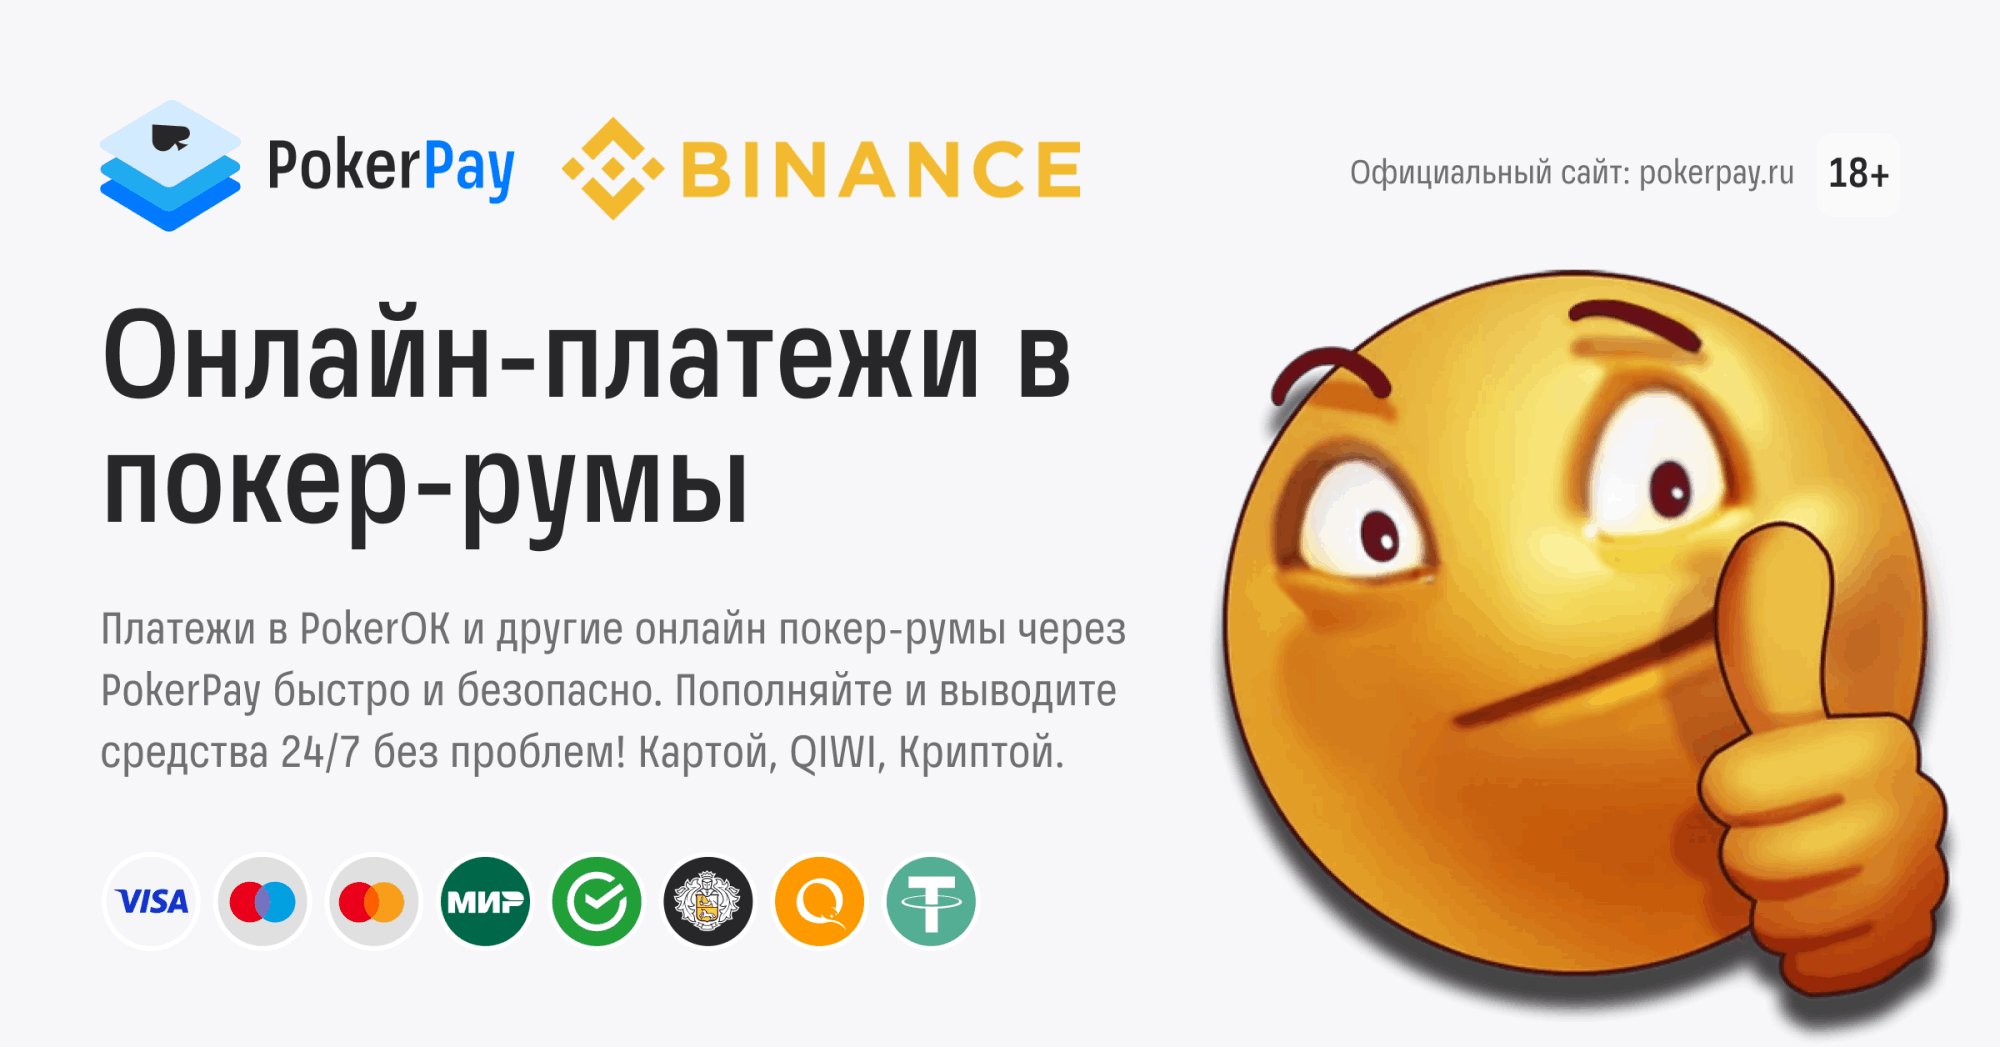 PokerPay
BINANCE
Официальный сайт: pokerpay.ru
18+
Онлайн-платежи в
покер-румы
Платежи в PokerOK и другие онлайн покер-румы через
PokerPay быстро и безопасно. Пополняйте и выводите
средства 24/7 без проблем! Картой, QIWI, Криптой.
VISA
МИР